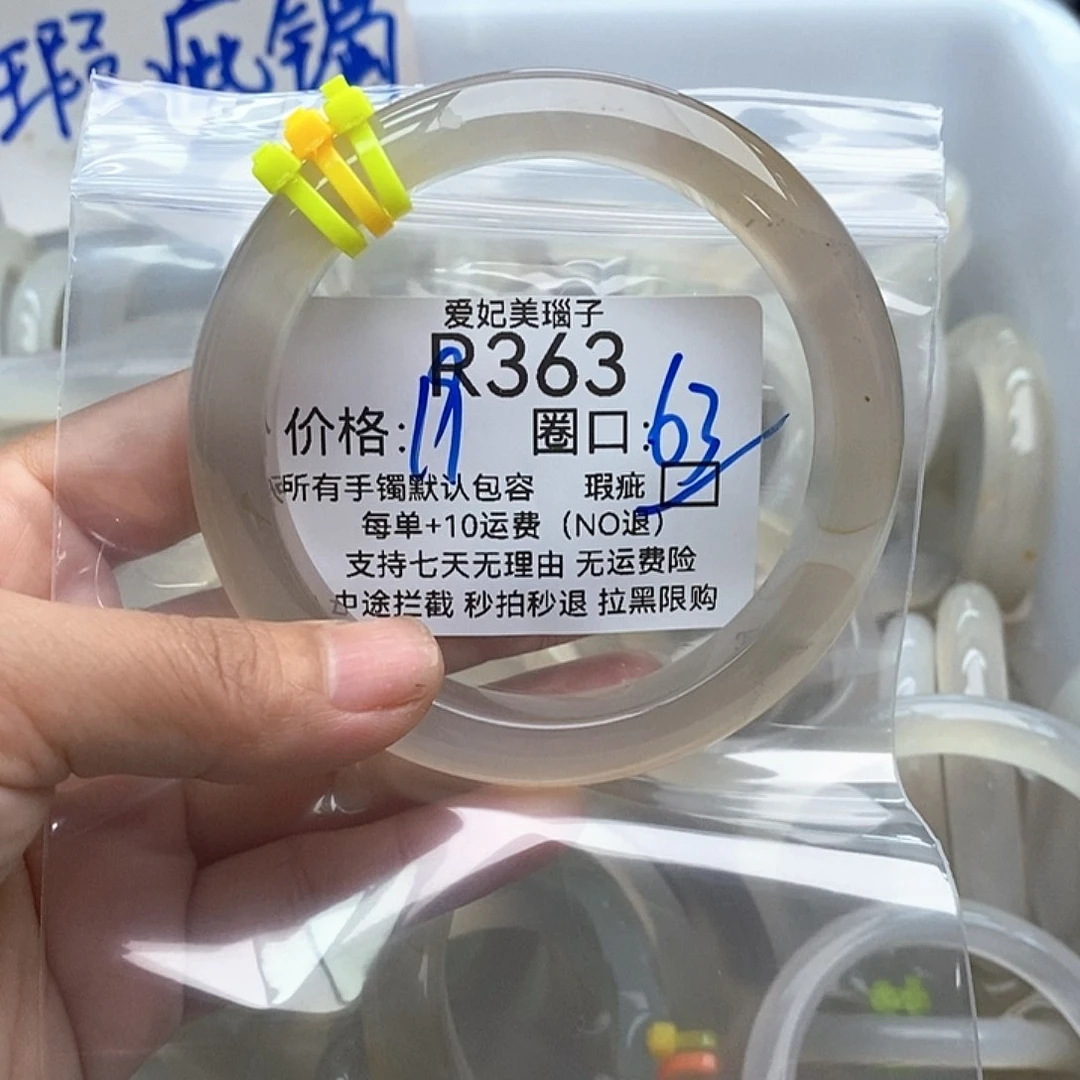 瑕疵镯
爱妃美瑙子
R363
价格: 19 圈口: 63
所有手镯默认包容 瑕疵
每单+10运费（NO退）
支持七天无理由 无运费险
中途拦截 秒拍秒退 拉黑限购